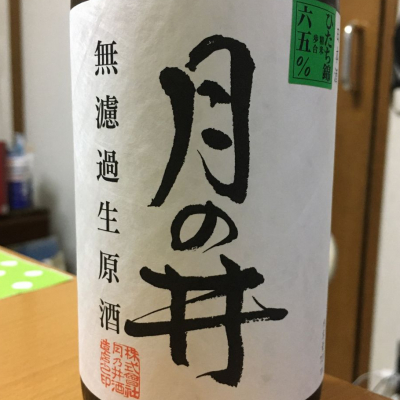 月の井
無濾過生原酒
ひたち錦
六五%